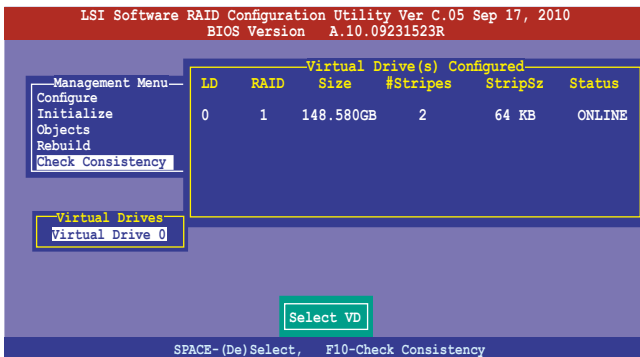 LSI Software RAID Configuration Utility Ver C.05 Sep 17, 2010
BIOS Version A.10.09231523R
Management Menu
Configure
Initialize
Objects
Rebuild
Check Consistency
Virtual Drive(s) Configured
LD RAID Size #Stripes StripSz Status
0 1 148.580GB 2 64 KB ONLINE
Virtual Drives
Virtual Drive 0
Select VD
SPACE-(De)Select, F10-Check Consistency